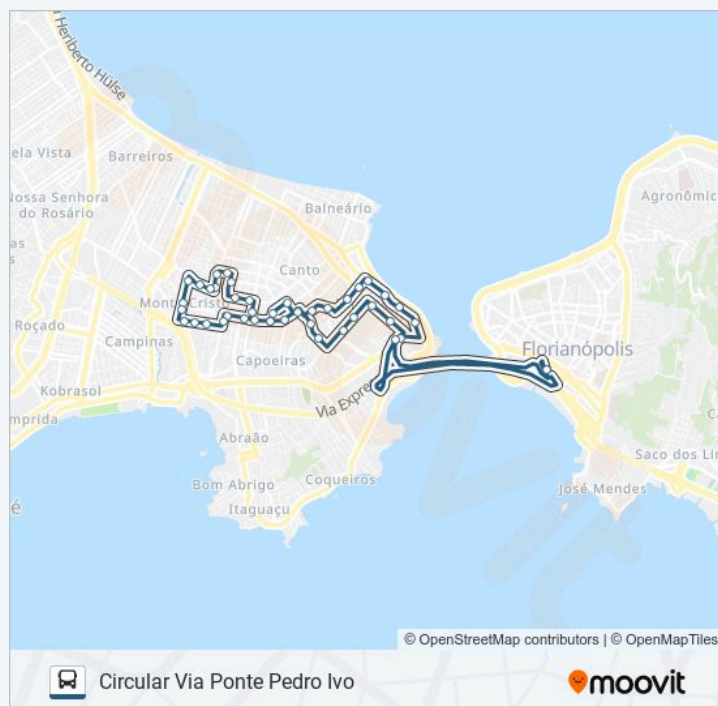 Heriberto Hülse
ela Vista
Barreiros
Nossa Senhora
do Rosário
Balneário
Agronômic
Canto
Monte Cristo
Roçado
Campinas
Capoeiras
Florianópolis
Kobrasol
Via Expre
mprida
Abraão
Saco dos Lim
Bom Abrigo
Coqueiros
José Mendes
Itaguaçu
é
© OpenStreetMap contributors | © OpenMapTiles
Circular Via Ponte Pedro Ivo
moovit